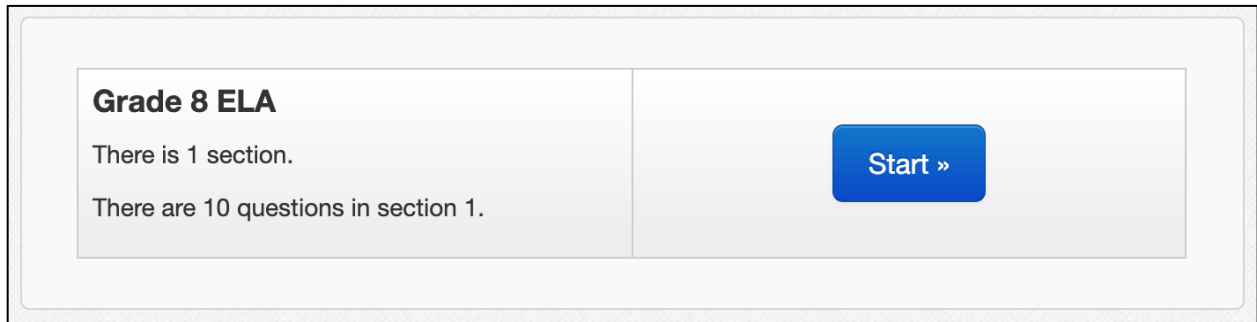 Grade 8 ELA
There is 1 section.
There are 10 questions in section 1.
Start »